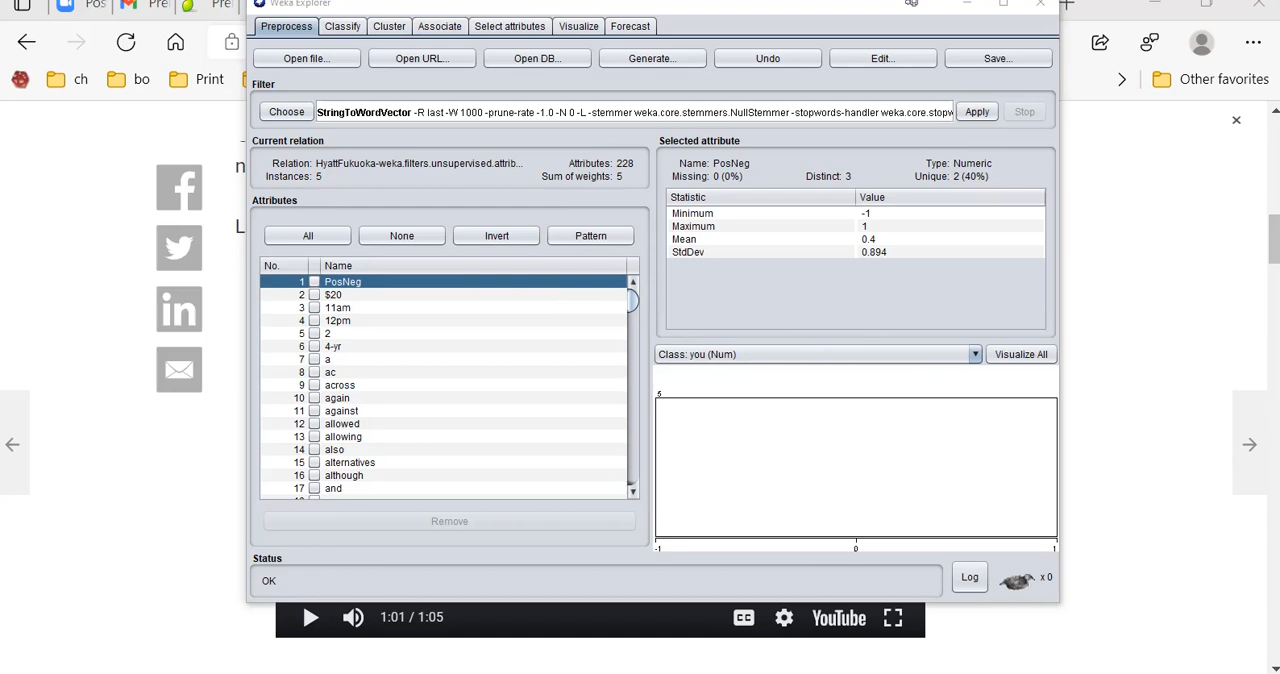 Pos
Pre
Pre
Weka Explorer
ch
bo
Print
Other favorites
Preprocess Classify Cluster Associate Select attributes Visualize Forecast
Open file... Open URL... Open DB... Generate... Undo Edit... Save...
Filter
Choose StringToWordVector -R last -W 1000 -prune-rate -1.0 -N 0 -L -stemmer weka.core.stemmers.NullStemmer -stopwords-handler weka.core.stopw Apply Stop
Current relation
Relation: HyattFukuoka-weka.filters.unsupervised.attrib... Attributes: 228
Instances: 5 Sum of weights: 5
Attributes
All None Invert Pattern
No. Name
1 PosNeg
2 $20
3 11am
4 12pm
5 2
6 4-yr
7 a
8 ac
9 across
10 again
11 against
12 allowed
13 allowing
14 also
15 alternatives
16 although
17 and
Remove
Selected attribute
Name: PosNeg Type: Numeric
Missing: 0 (0%) Distinct: 3 Unique: 2 (40%)
Statistic Value
Minimum -1
Maximum 1
Mean 0.4
StdDev 0.894
Class: you (Num) Visualize All
5
-1 0 1
Status
OK
Log x 0
n
L
1:01 / 1:05 CC YouTube